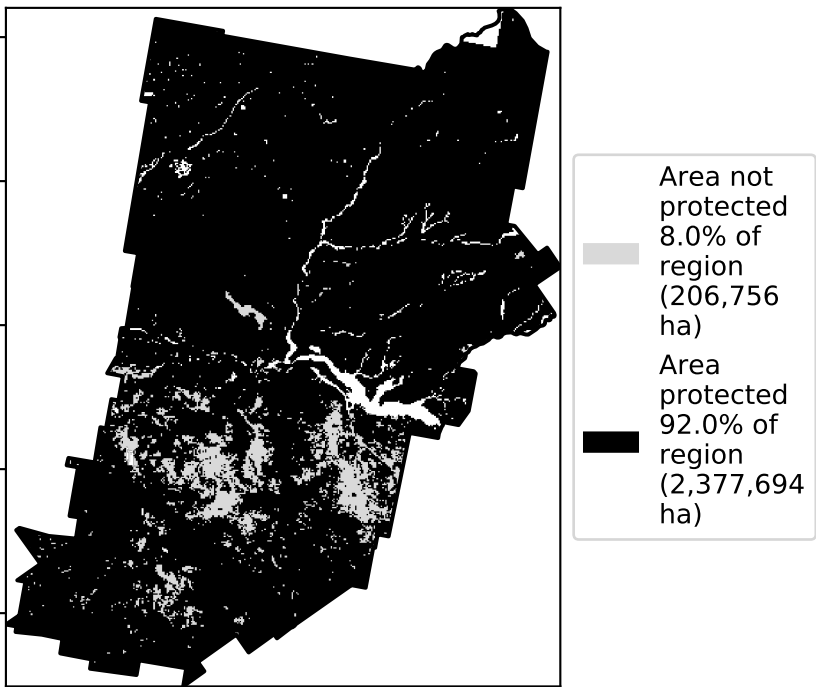 Area not
protected
8.0% of
region
(206,756
ha)
Area
protected
92.0% of
region
(2,377,694
ha)